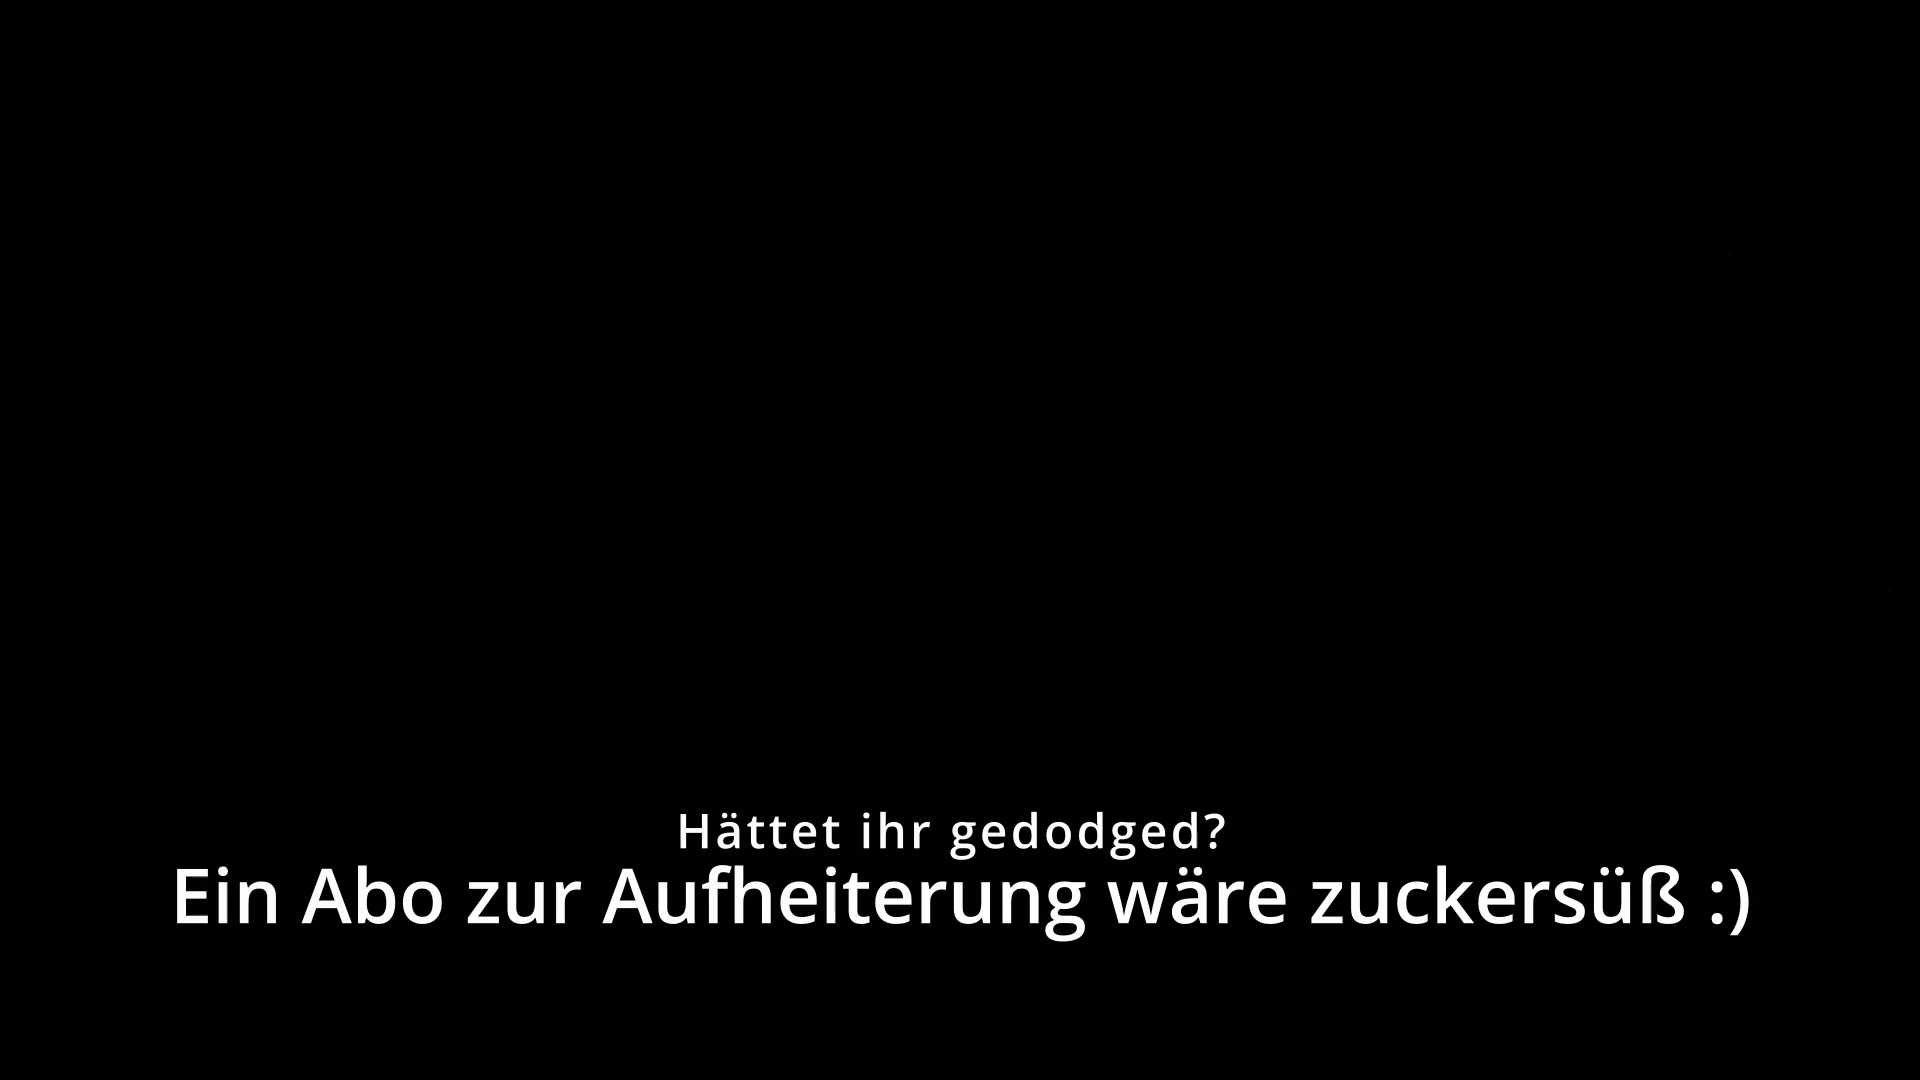 Hättet ihr gedodged?
Ein Abo zur Aufheiterung wäre zuckersüß :)